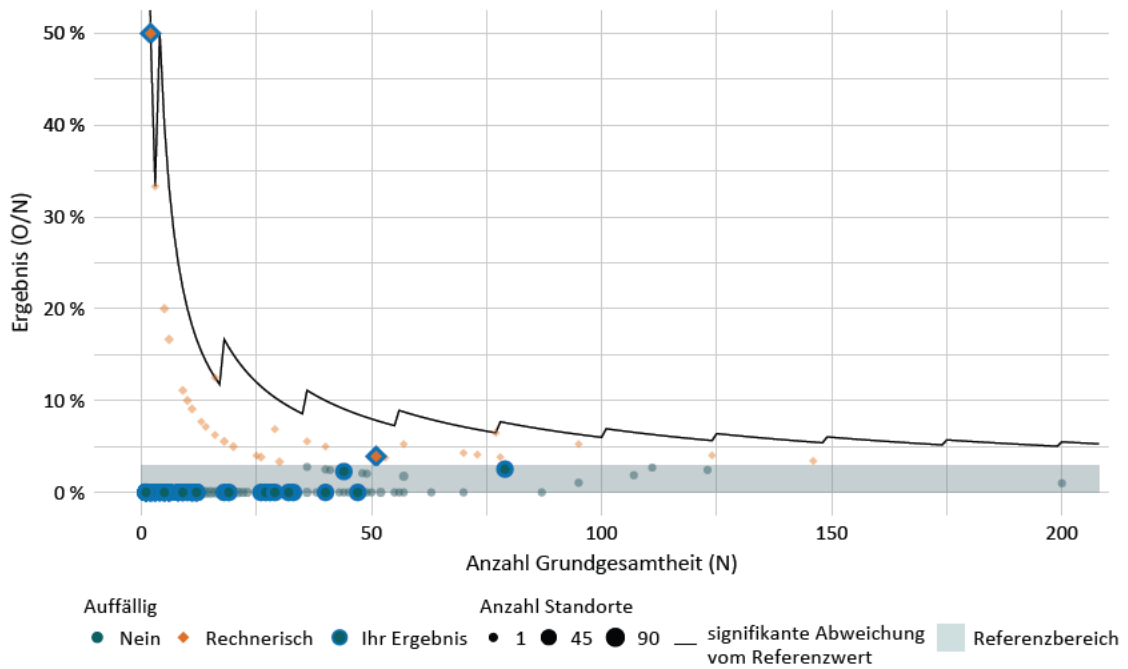 50 %
40 %
30 %
20 %
10 %
0 %
Ergebnis (O/N)
0 50 100 150 200
Anzahl Grundgesamtheit (N)
Auffällig
Nein Rechnerisch Ihr Ergebnis
Anzahl Standorte
1 45 90
signifikante Abweichung
vom Referenzwert
Referenzbereich